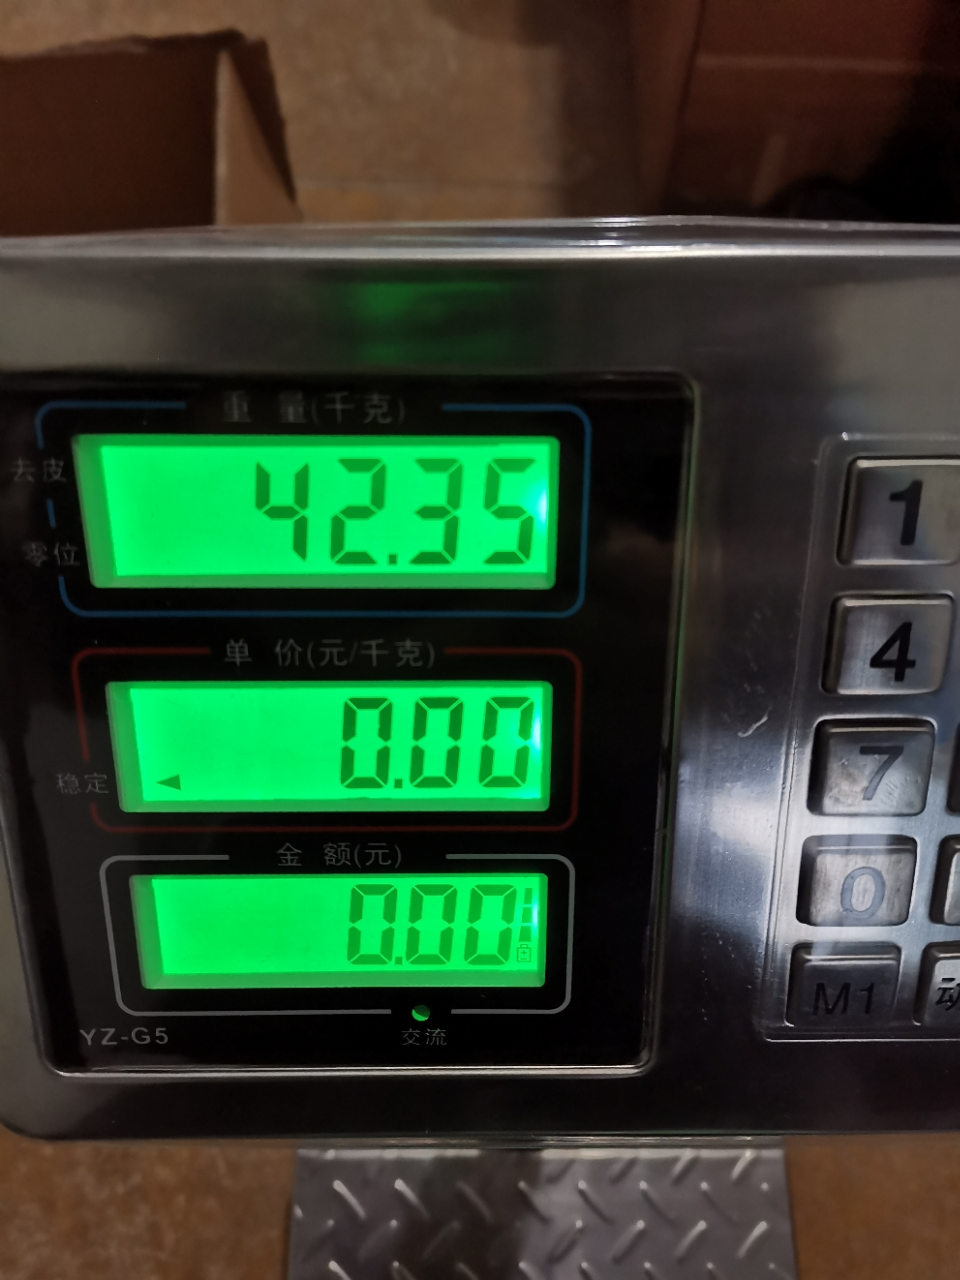 重 量(千克)
去皮
42.35
零位
单 价(元/千克)
0.00
稳定
金 额(元)
0.00
YZ-G5
交流
1
4
7
0
M1
动